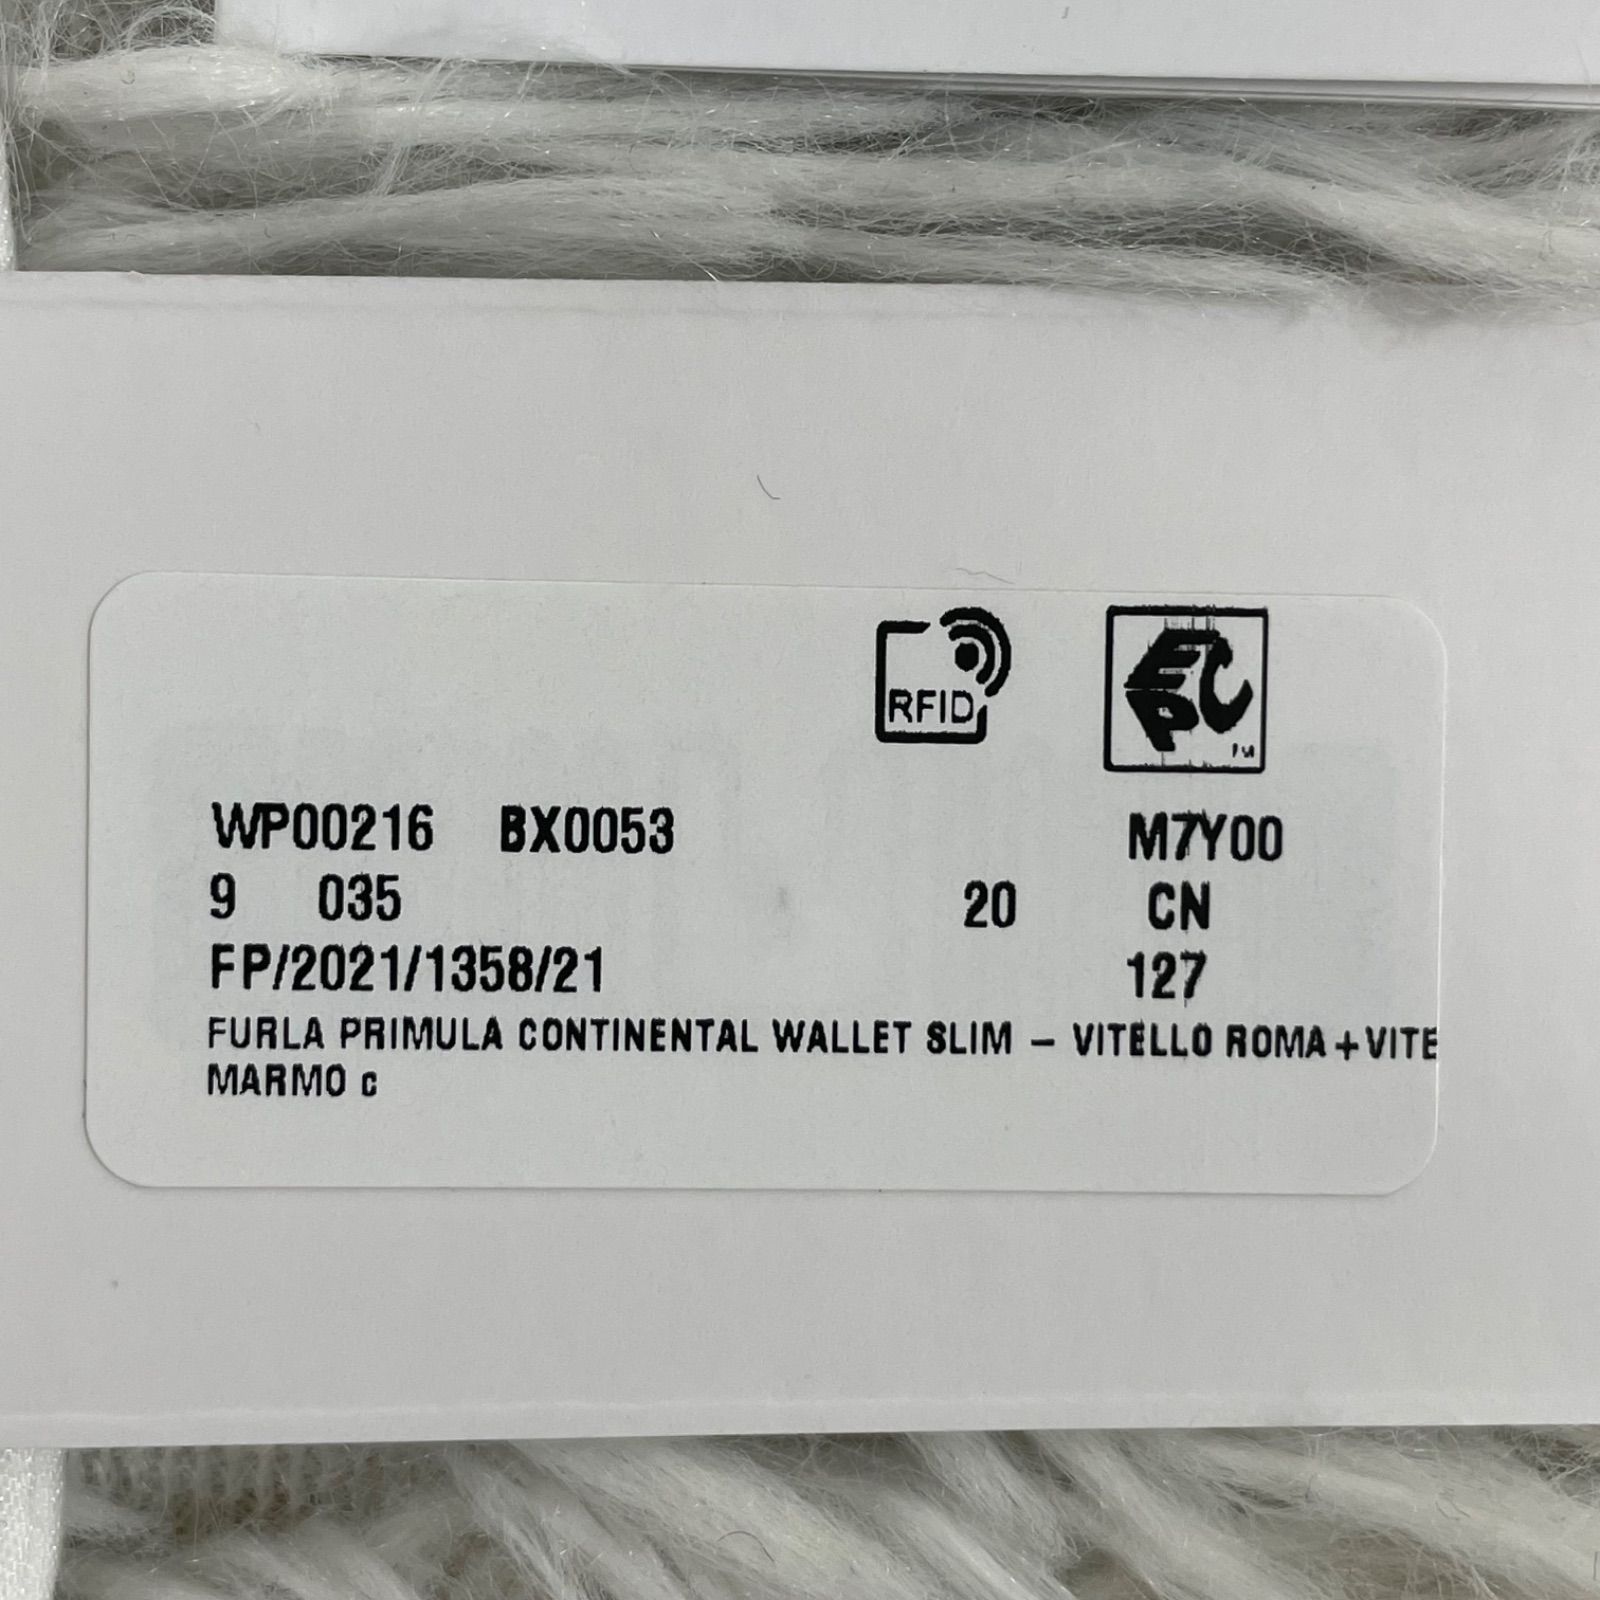 RFID
EPC
WP00216 BX0053 M7Y00
9 035 20 CN
FP/2021/1358/21 127
FURLA PRIMULA CONTINENTAL WALLET SLIM – VITELLO ROMA+VITE
MARMO c